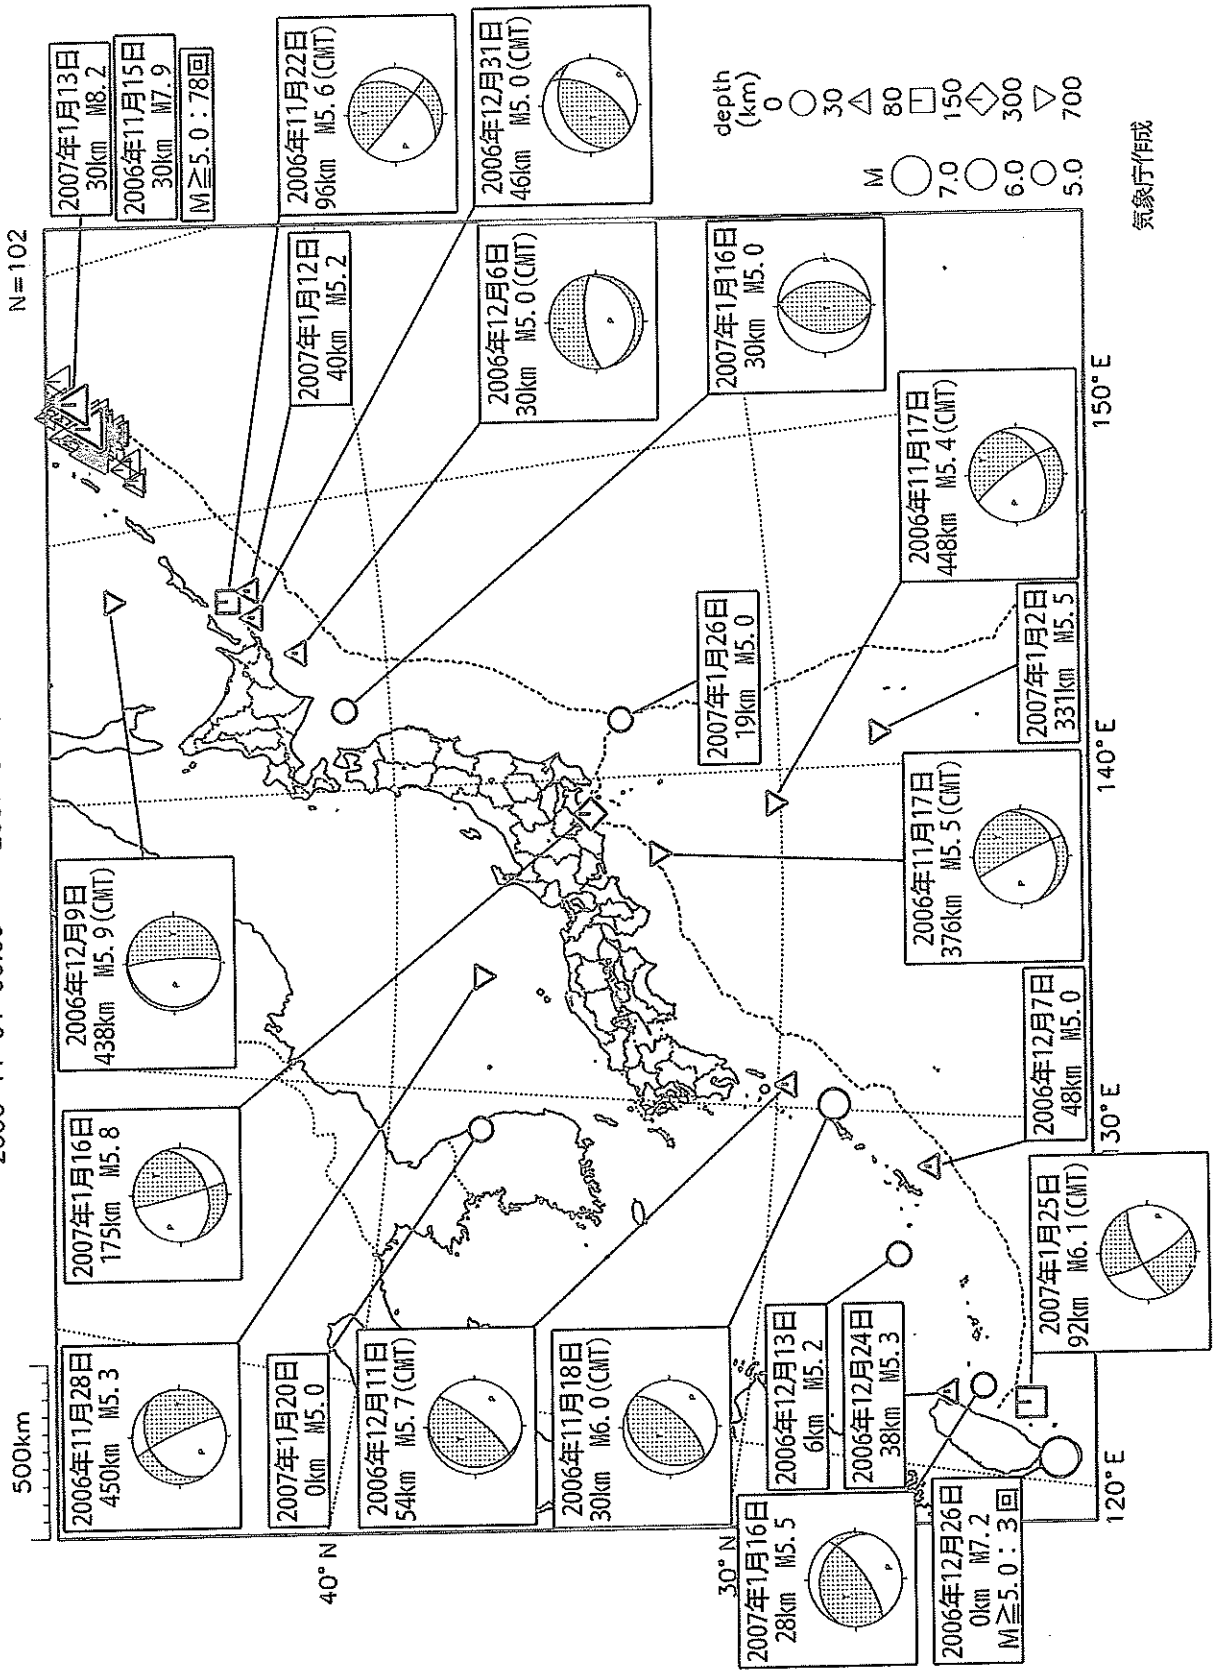 500km
N=102
2006年11月28日
450km M5.3
2007年1月16日
175km M5.8
2006年12月9日
438km M5.9(CMT)
2007年1月13日
30km M8.2
2006年11月15日
30km M7.9
M≧5.0:78回
2006年11月22日
96km M5.6(CMT)
2007年1月12日
40km M5.2
2006年12月31日
46km M5.0(CMT)
2006年12月6日
30km M5.0(CMT)
2007年1月16日
30km M5.0
2006年11月17日
448km M5.4(CMT)
2007年1月26日
19km M5.0
2007年1月2日
331km M5.5
2006年11月17日
376km M5.5(CMT)
2006年12月7日
48km M5.0
2007年1月25日
92km M6.1(CMT)
2007年1月20日
0km M5.0
2006年12月11日
54km M5.7(CMT)
2006年11月18日
30km M6.0(CMT)
2006年12月13日
6km M5.2
2006年12月24日
38km M5.3
2007年1月16日
28km M5.5
2006年12月26日
0km M7.2
M≧5.0:3回
40°N
30°N
120°E
130°E
140°E
150°E
M
7.0
6.0
5.0
depth
(km)
0
30
80
150
300
700
気象庁作成